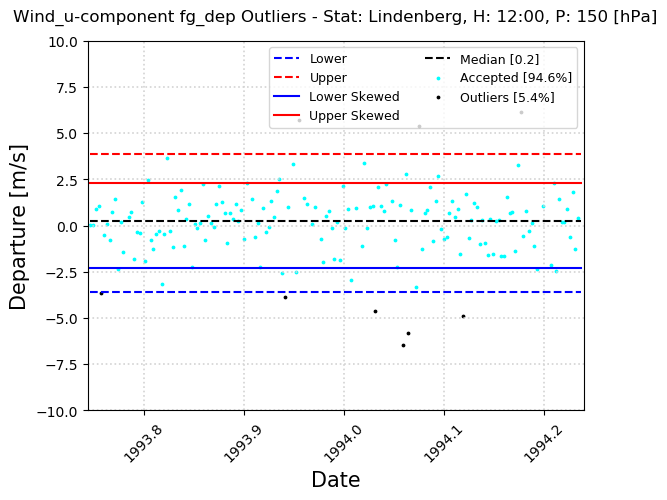 Wind_u-component fg_dep Outliers - Stat: Lindenberg, H: 12:00, P: 150 [hPa]
Departure [m/s]
10.0
7.5
5.0
2.5
0.0
−2.5
−5.0
−7.5
−10.0
Lower
Upper
Lower Skewed
Upper Skewed
Median [0.2]
Accepted [94.6%]
Outliers [5.4%]
1993.8
1993.9
1994.0
1994.1
1994.2
Date